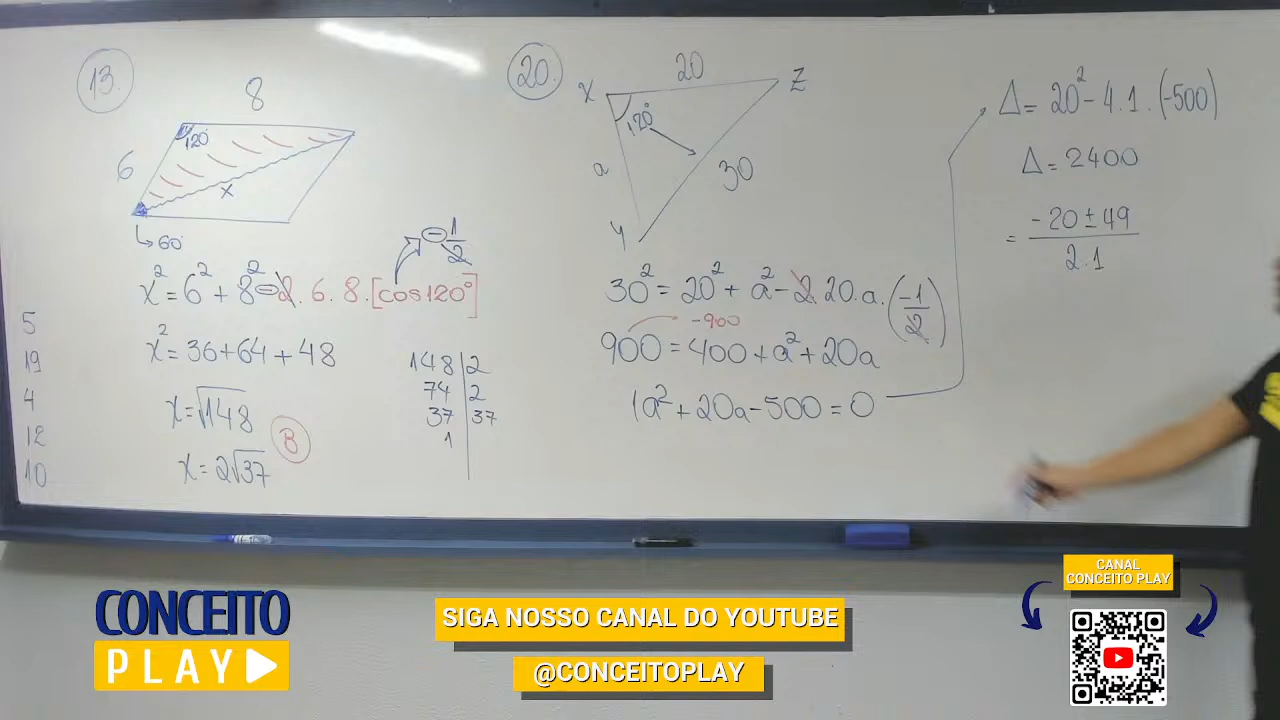 13.
8
120°
6
x
60°
x² = 6² + 8² - 2 . 6 . 8 . [cos120°]
- 1/2
x² = 36 + 64 + 48
x = √148
x = 2√37
B
148 | 2
74 | 2
37 | 37
1
5
19
4
12
10
20.
20
X
Z
120°
a
30
Y
30² = 20² + a² - 2 . 20 . a . (-1/2)
-900
900 = 400 + a² + 20a
1a² + 20a - 500 = 0
Δ = 20² - 4 . 1 . (-500)
Δ = 2400
= (-20 ± 49)/(2 . 1)
CONCEITO
PLAY
SIGA NOSSO CANAL DO YOUTUBE
@CONCEITOPLAY
CANAL
CONCEITO PLAY